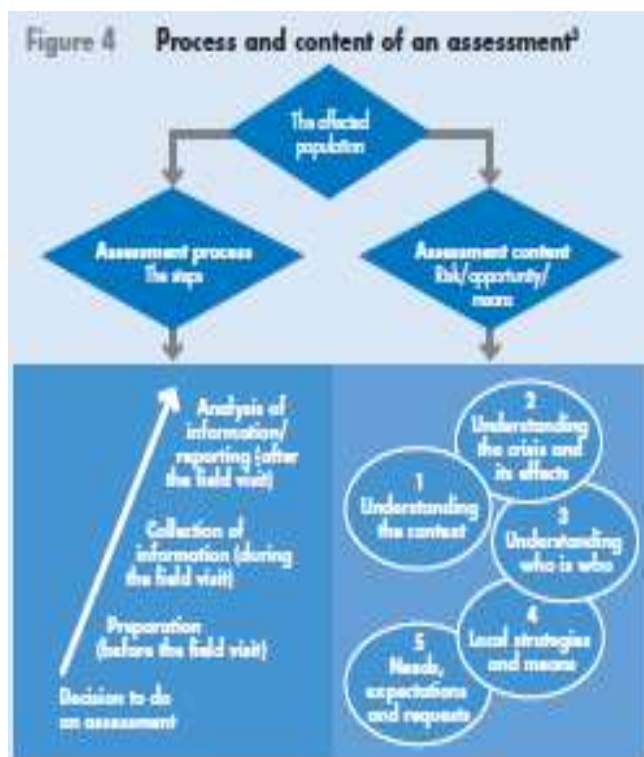 Figure 4 Process and content of an assessment³
The affected
population
Assessment process
The steps
Assessment content
Risk/opportunity/
means
Analysis of
information/
reporting (after
the field visit)
Collection of
information (during
the field visit)
Preparation
(before the field visit)
Decision to do
an assessment
2
Understanding
the crisis and
its effects
1
Understanding
the context
3
Understanding
who is who
4
Local strategies
and means
5
Needs,
expectations
and requests